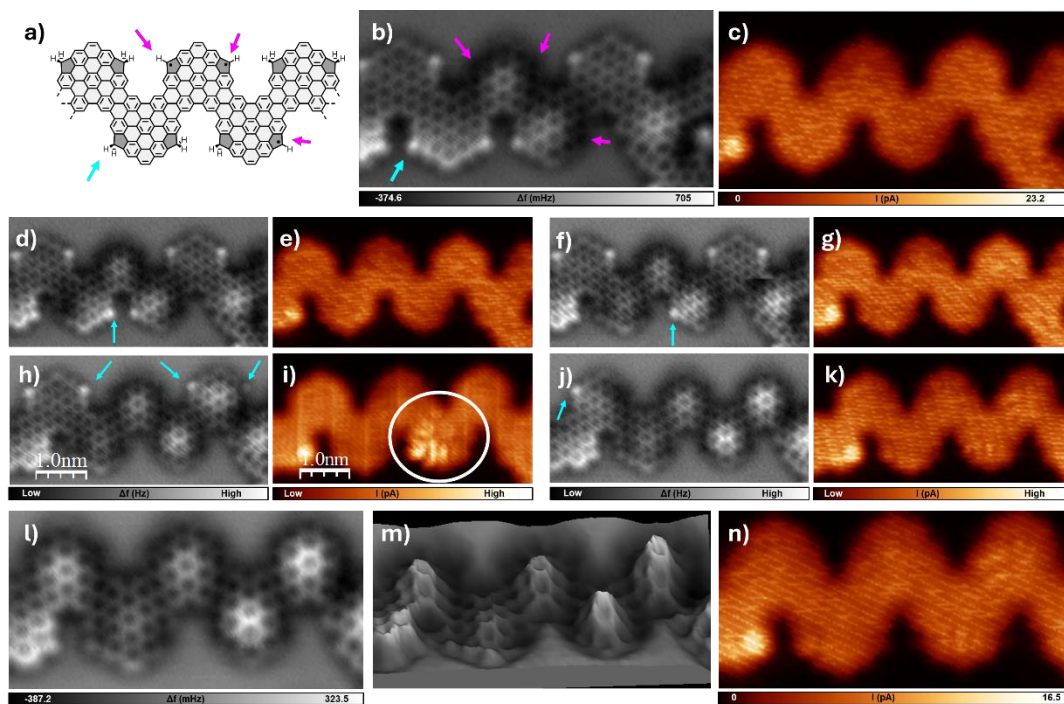 a)
b)
c)
H H H H H H
H H H H H H
-374.6 Δf (mHz) 705
0 I (pA) 23.2
d)
e)
f)
g)
h)
i)
j)
k)
1.0nm
1.0nm
Low Δf (Hz) High
Low I (pA) High
Low Δf (Hz) High
Low I (pA) High
l)
m)
n)
-387.2 Δf (mHz) 323.5
0 I (pA) 16.5